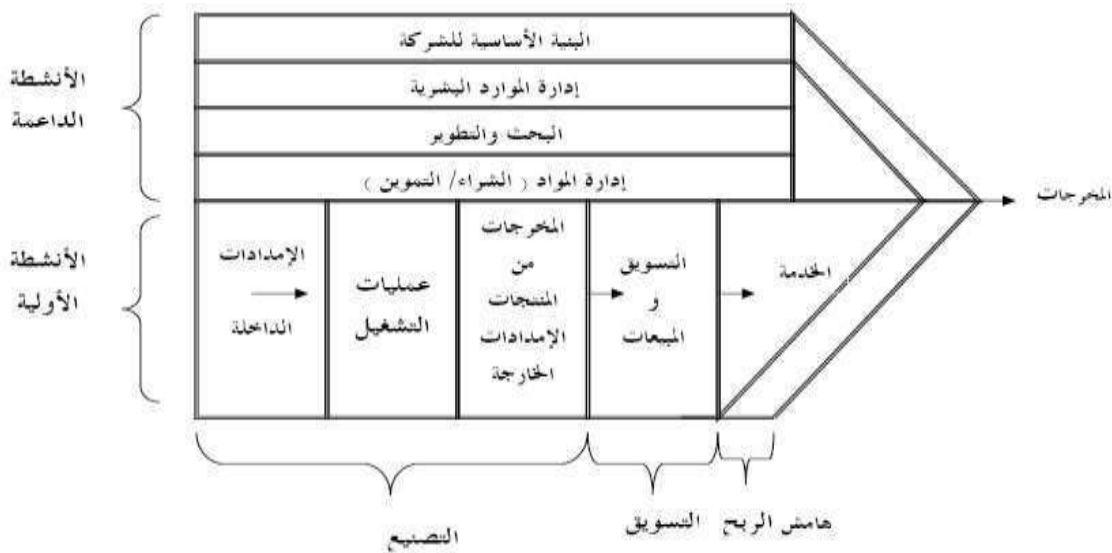 البنية الأساسية للشركة
إدارة الموارد البشرية
البحث والتطوير
إدارة المواد ( الشراء/ التموين )
الأنشطة
الداعمة
الأنشطة
الأولية
الإمدادات
الداخلة
عمليات
التشغيل
المخرجات
من
المنتجات
الإمدادات
الخارجة
التسويق
و
المبيعات
الخدمة
المخرجات
التصنيع
التسويق
هامش الربح